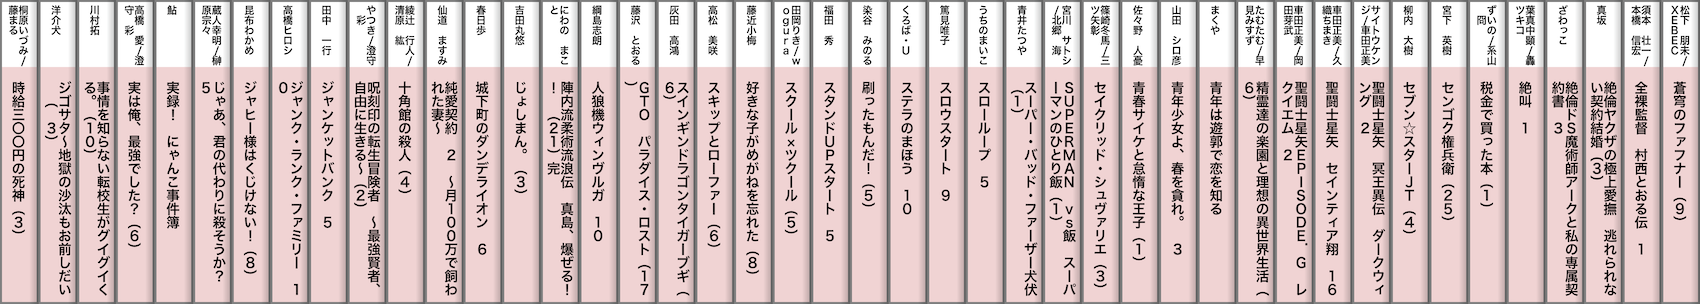 松下　朋未/
ＸＥＢＥＣ
蒼穹のファフナー（９）
須本　壮一/
本橋　信宏
全裸監督　村西とおる伝　１
真坂
絶倫ヤクザの極上愛撫　逃れられな
い契約結婚（３）
ざわっこ
絶倫ドＳ魔術師アークと私の専属契
約書　３
葉真中顕/轟
ツキコ
絶叫　１
ずいの/系山
冏
税金で買った本（１）
宮下　英樹
センゴク権兵衛（２５）
柳内　大樹
セブン☆スターＪＴ（４）
サイトウケン
ジ/車田正美
聖闘士星矢　冥王異伝　ダークウィ
ング　２
車田正美/久
織ちまき
聖闘士星矢　セインティア翔　１６
車田正美/岡
田芽武
聖闘士星矢ＥＰＩＳＯＤＥ．Ｇ　レ
クイエム　２
たむたむ/早
見みすず
精霊達の楽園と理想の異世界生活（
６）
まくや
青年は遊郭で恋を知る
山田　シロ彦
青年少女よ、春を貪れ。　３
佐々野　人憂
青春サイケと怠惰な王子（１）
篠崎冬馬/三
ツ矢彰
セイクリッド・シュヴァリエ（３）
宮川　サトシ
/北郷　海
ＳＵＰＥＲＭＡＮ　ｖｓ飯　スーパ
ーマンのひとり飯（１）
青井たつや
スーパー・バッド・ファーザー犬伏
（１）
うちのまいこ
スローループ　５
篤見唯子
スロウスタート　９
くろば・Ｕ
ステラのまほう　１０
染谷　みのる
刷ったもんだ！（５）
福田　秀
スタンドＵＰスタート　５
田岡りき/ｗ
ｏｇｕｒａ
スクール×ツクール（５）
藤近小梅
好きな子がめがねを忘れた（８）
高松　美咲
スキップとローファー（６）
灰田　高鴻
スインギンドラゴンタイガーブギ（
６）
藤沢　とおる
ＧＴＯ　パラダイス・ロスト（１７
）
綱島志朗
人狼機ウィンヴルガ　１０
にわの　まこ
と
陣内流柔術流浪伝　真島、爆ぜる！
！　（２１）完
吉田丸悠
じょしまん。（３）
春日歩
城下町のダンデライオン　６
仙道　ますみ
純愛契約　２　～月１００万で飼わ
れた妻～
綾辻　行人/
清原　紘
十角館の殺人（４）
やつき/澄守
彩
呪刻印の転生冒険者　～最強賢者、
自由に生きる～（２）
田中　一行
ジャンケットバンク　５
高橋ヒロシ
ジャンク・ランク・ファミリー　１
０
昆布わかめ
ジャヒー様はくじけない！（８）
蔵人幸明/榊
原宗々
じゃあ、君の代わりに殺そうか？
５
鮎
実録！　にゃんこ事件簿
高橋　愛/澄
守　彩
実は俺、最強でした？（６）
川村拓
事情を知らない転校生がグイグイく
る。（１０）
洋介犬
ジゴサタ～地獄の沙汰もお前しだい
（３）
桐原いづみ/
藤まる
時給三〇〇円の死神（３）